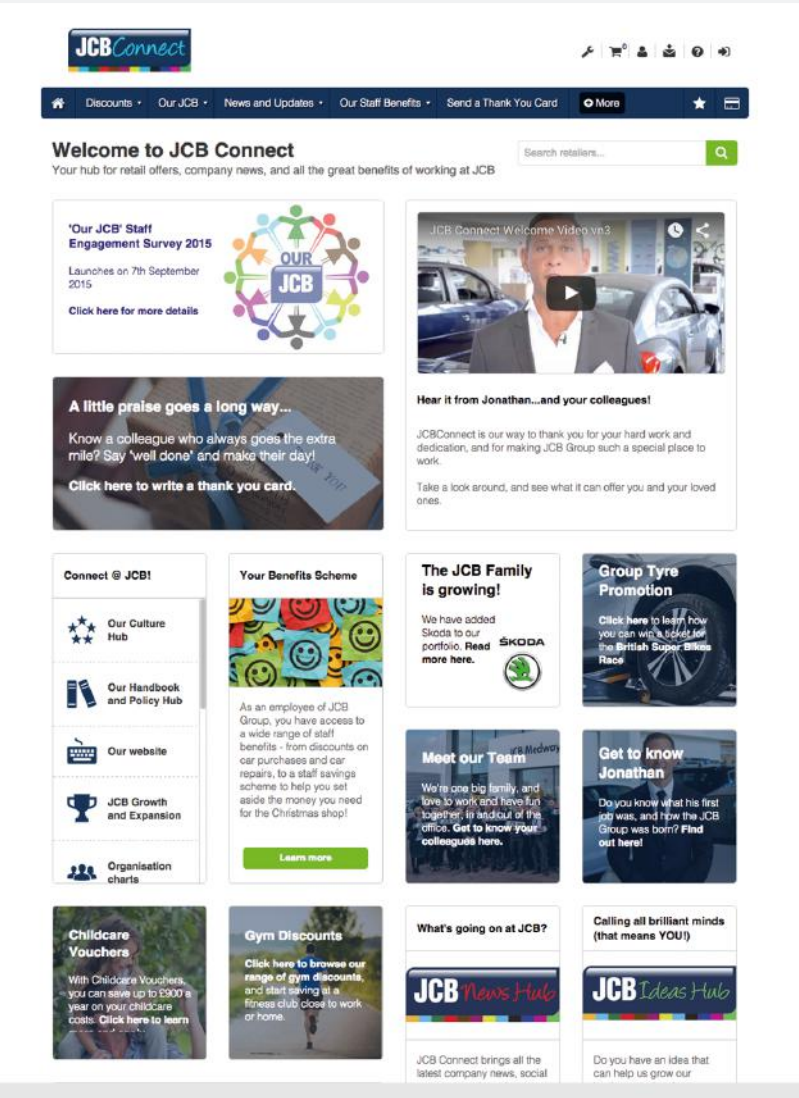 JCBConnect
0
Discounts
Our JCB
News and Updates
Our Staff Benefits
Send a Thank You Card
More
Welcome to JCB Connect
Your hub for retail offers, company news, and all the great benefits of working at JCB
Search retailers...
'Our JCB' Staff
Engagement Survey 2015
Launches on 7th September
2015
Click here for more details
OUR
JCB
JCB Connect Welcome Video vn3
A little praise goes a long way...
Know a colleague who always goes the extra
mile? Say 'well done' and make their day!
Click here to write a thank you card.
THANK YOU
Hear it from Jonathan...and your colleagues!
JCBConnect is our way to thank you for your hard work and
dedication, and for making JCB Group such a special place to
work.
Take a look around, and see what it can offer you and your loved
ones.
Connect @ JCB!
Our Culture
Hub
Our Handbook
and Policy Hub
Our website
JCB Growth
and Expansion
Organisation
charts
Your Benefits Scheme
As an employee of JCB
Group, you have access to
a wide range of staff
benefits - from discounts on
car purchases and car
repairs, to a staff savings
scheme to help you set
aside the money you need
for the Christmas shop!
Learn more
The JCB Family
is growing!
We have added
Skoda to our
portfolio. Read
more here.
ŠKODA
Group Tyre
Promotion
Click here to learn how
you can win a ticket for
the British Super Bikes
Race
JCB Medway
Meet our Team
We're one big family, and
love to work and have fun
together, in and out of the
office. Get to know your
colleagues here.
Get to know
Jonathan
Do you know what his first
job was, and how the JCB
Group was born? Find
out here!
Childcare
Vouchers
With Childcare Vouchers,
you can save up to £900 a
year on your childcare
costs. Click here to learn
Gym Discounts
Click here to browse our
range of gym discounts,
and start saving at a
fitness club close to work
or home.
What's going on at JCB?
JCB News Hub
JCB Connect brings all the
latest company news, social
Calling all brilliant minds
(that means YOU!)
JCB Ideas Hub
Do you have an idea that
can help us grow our